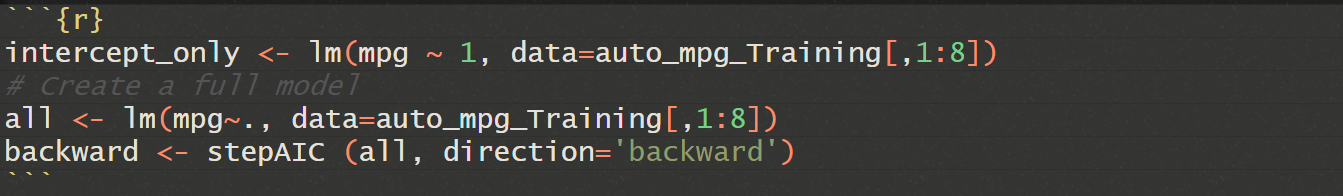 ```{r}
intercept_only <- lm(mpg ~ 1, data=auto_mpg_Training[,1:8])
# Create a full model
all <- lm(mpg~., data=auto_mpg_Training[,1:8])
backward <- stepAIC (all, direction='backward')
```